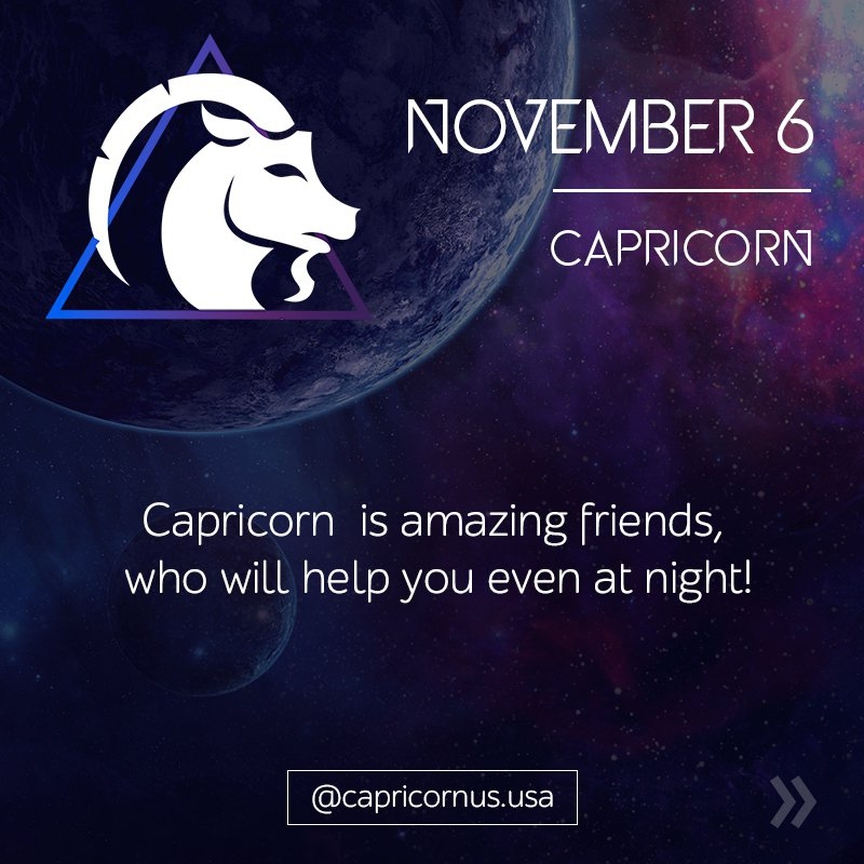 NOVEMBER 6
CAPRICORN
Capricorn is amazing friends,
who will help you even at night!
@capricornus.usa